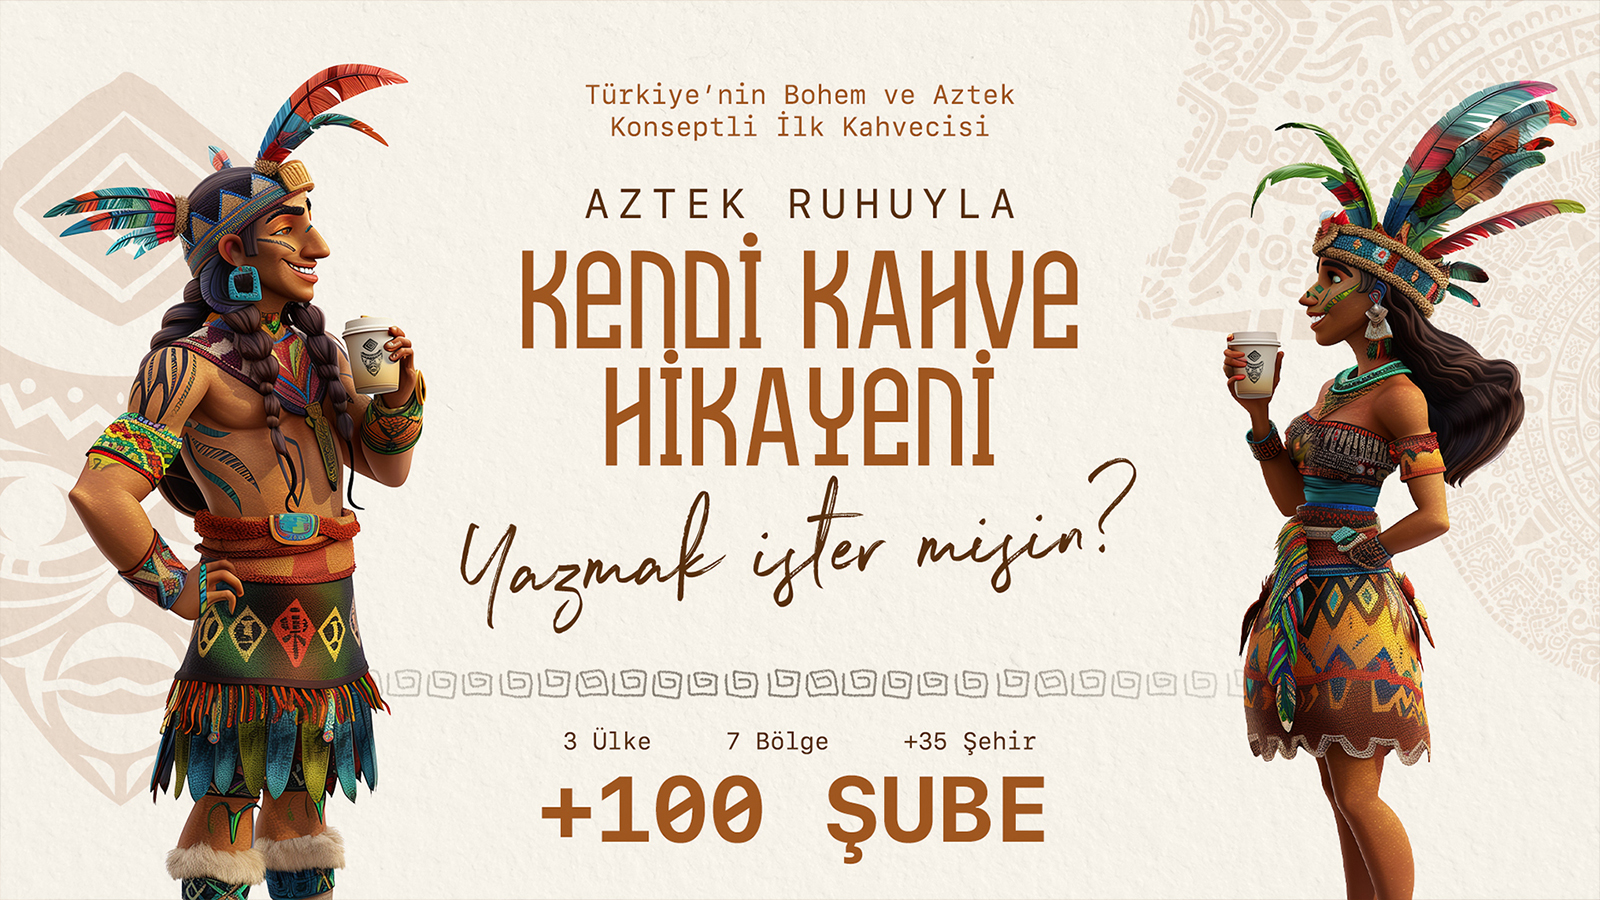 Türkiye'nin Bohem ve Aztek
Konseptli İlk Kahvecisi
AZTEK RUHUYLA
KENDİ KAHVE
HİKAYENİ
Yazmak ister misin?
3 Ülke 7 Bölge +35 Şehir
+100 ŞUBE